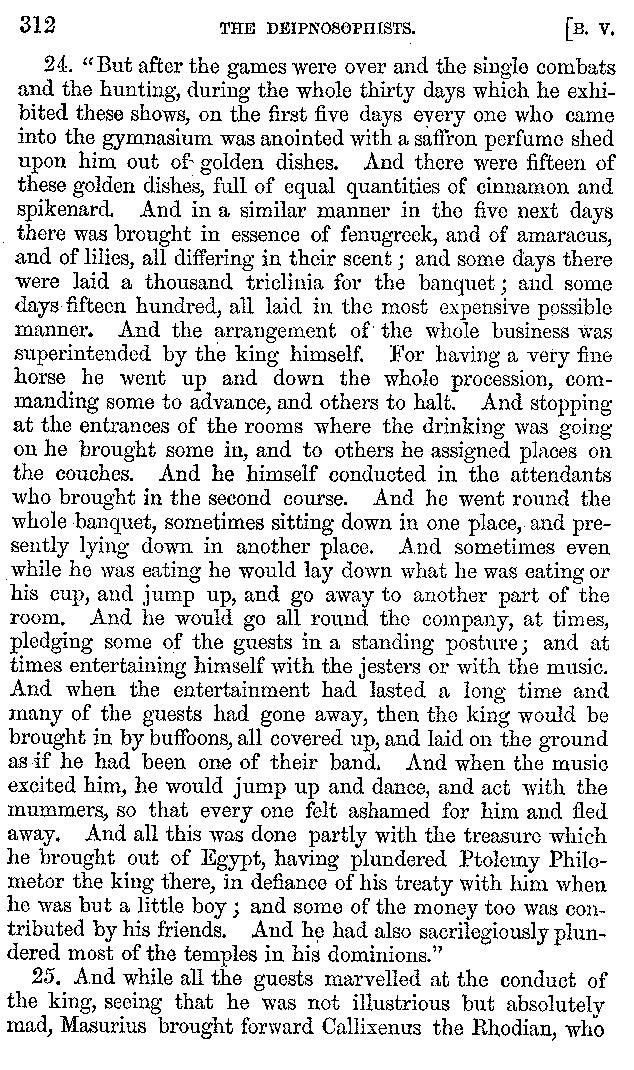 312 THE DEIPNOSOPHISTS. [B. V.
24. “But after the games were over and the single combats
and the hunting, during the whole thirty days which he exhi-
bited these shows, on the first five days every one who came
into the gymnasium was anointed with a saffron perfume shed
upon him out of golden dishes. And there were fifteen of
these golden dishes, full of equal quantities of cinnamon and
spikenard. And in a similar manner in the five next days
there was brought in essence of fenugreek, and of amaracus,
and of lilies, all differing in their scent; and some days there
were laid a thousand triclinia for the banquet; and some
days fifteen hundred, all laid in the most expensive possible
manner. And the arrangement of the whole business was
superintended by the king himself. For having a very fine
horse he went up and down the whole procession, com-
manding some to advance, and others to halt. And stopping
at the entrances of the rooms where the drinking was going
on he brought some in, and to others he assigned places on
the couches. And he himself conducted in the attendants
who brought in the second course. And he went round the
whole banquet, sometimes sitting down in one place, and pre-
sently lying down in another place. And sometimes even
while he was eating he would lay down what he was eating or
his cup, and jump up, and go away to another part of the
room. And he would go all round the company, at times,
pledging some of the guests in a standing posture; and at
times entertaining himself with the jesters or with the music.
And when the entertainment had lasted a long time and
many of the guests had gone away, then the king would be
brought in by buffoons, all covered up, and laid on the ground
as if he had been one of their band. And when the music
excited him, he would jump up and dance, and act with the
mummers, so that every one felt ashamed for him and fled
away. And all this was done partly with the treasure which
he brought out of Egypt, having plundered Ptolemy Philo-
metor the king there, in defiance of his treaty with him when
he was but a little boy; and some of the money too was con-
tributed by his friends. And he had also sacrilegiously plun-
dered most of the temples in his dominions.”
25. And while all the guests marvelled at the conduct of
the king, seeing that he was not illustrious but absolutely
mad, Masurius brought forward Callixenus the Rhodian, who